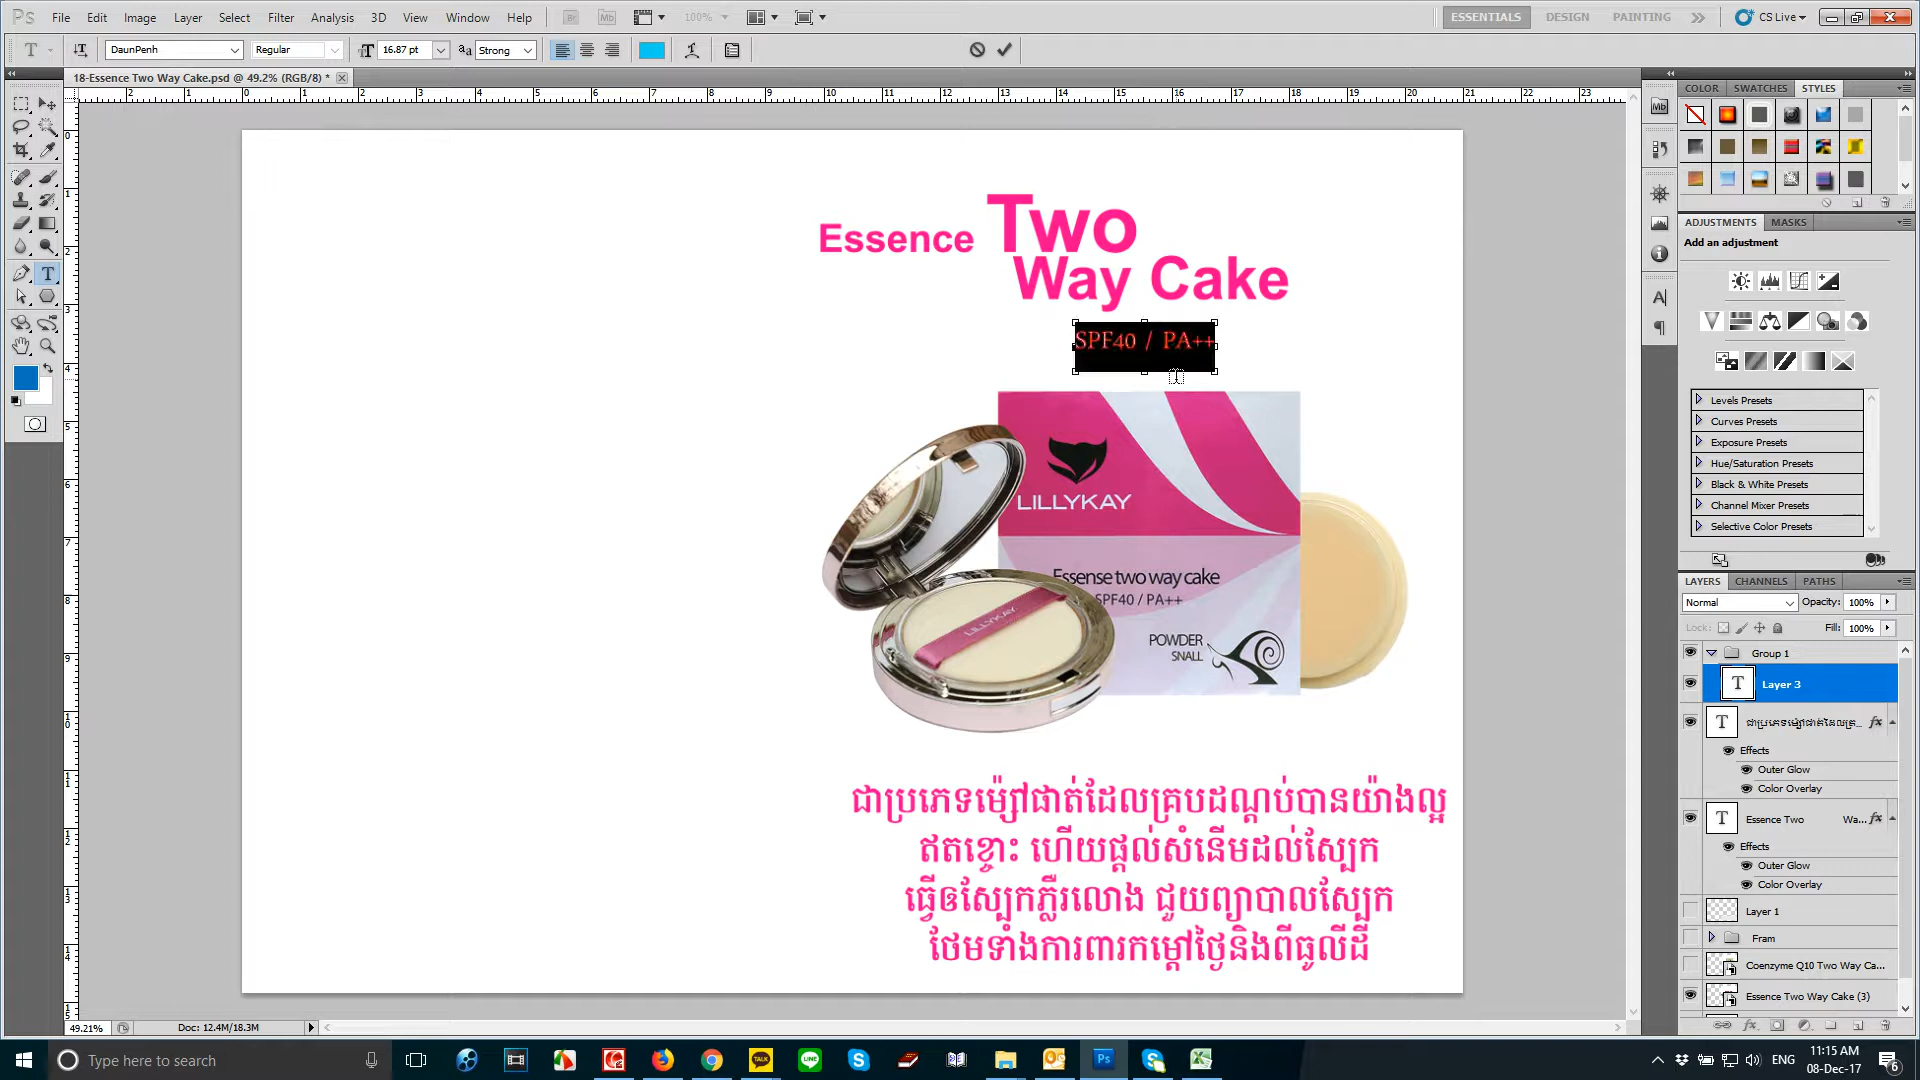 File Edit Image Layer Select Filter Analysis 3D View Window Help
100%
ESSENTIALS DESIGN PAINTING CS Live
DaunPenh Regular 16.87 pt Strong
18-Essence Two Way Cake.psd @ 49.2% (RGB/8) *
COLOR SWATCHES STYLES
ADJUSTMENTS MASKS
Add an adjustment
Levels Presets
Curves Presets
Exposure Presets
Hue/Saturation Presets
Black & White Presets
Channel Mixer Presets
Selective Color Presets
LAYERS CHANNELS PATHS
Normal Opacity: 100%
Lock: Fill: 100%
Group 1
Layer 3
Effects
Outer Glow
Color Overlay
Essence Two Wa...
Effects
Outer Glow
Color Overlay
Layer 1
Fram
Coenzyme Q10 Two Way Ca...
Essence Two Way Cake (3)
Essence Two
Way Cake
SPF40 / PA++
LILLYKAY
Essense two way cake
SPF40 / PA++
POWDER
SNALL
LILLYKAY
ជាប្រភេទម៉្សៅផាត់ដែលគ្របដណ្តប់បានយ៉ាងល្អ
ឥតខ្ចោះ ហើយផ្តល់សំនើមដល់ស្បែក
ធ្វើឲស្បែកភ្លឺរលោង ជួយព្យាបាលស្បែក
ថែមទាំងការពារកម្តៅថ្ងៃនិងពីធូលីដី
49.21% Doc: 12.4M/18.3M
Type here to search
ENG
11:15 AM
08-Dec-17